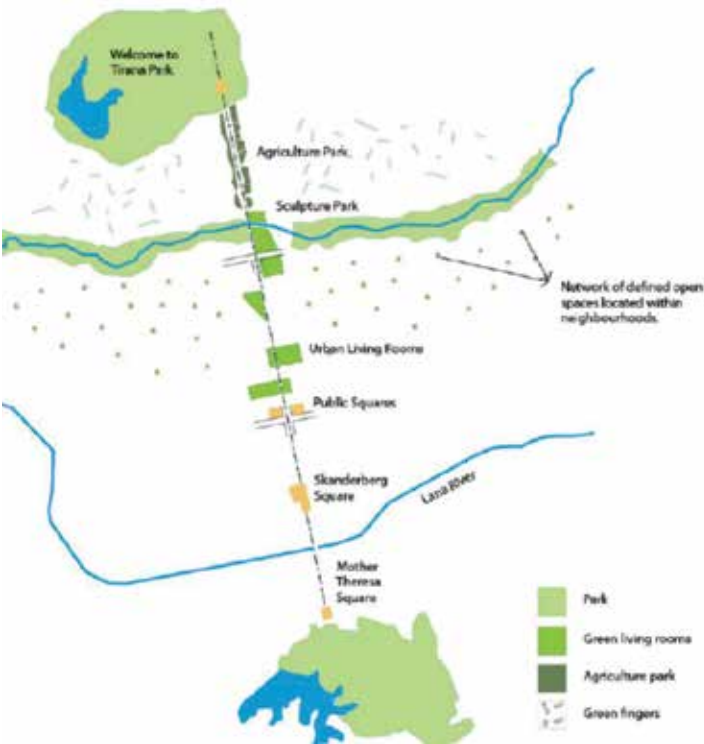 Welcome to
Tirana Park
Agriculture Park
Sculpture Park
Network of defined open
spaces located within
neighbourhoods.
Urban Living Rooms
Public Squares
Skanderberg
Square
Lana River
Mother
Theresa
Square
Park
Green living rooms
Agriculture park
Green fingers